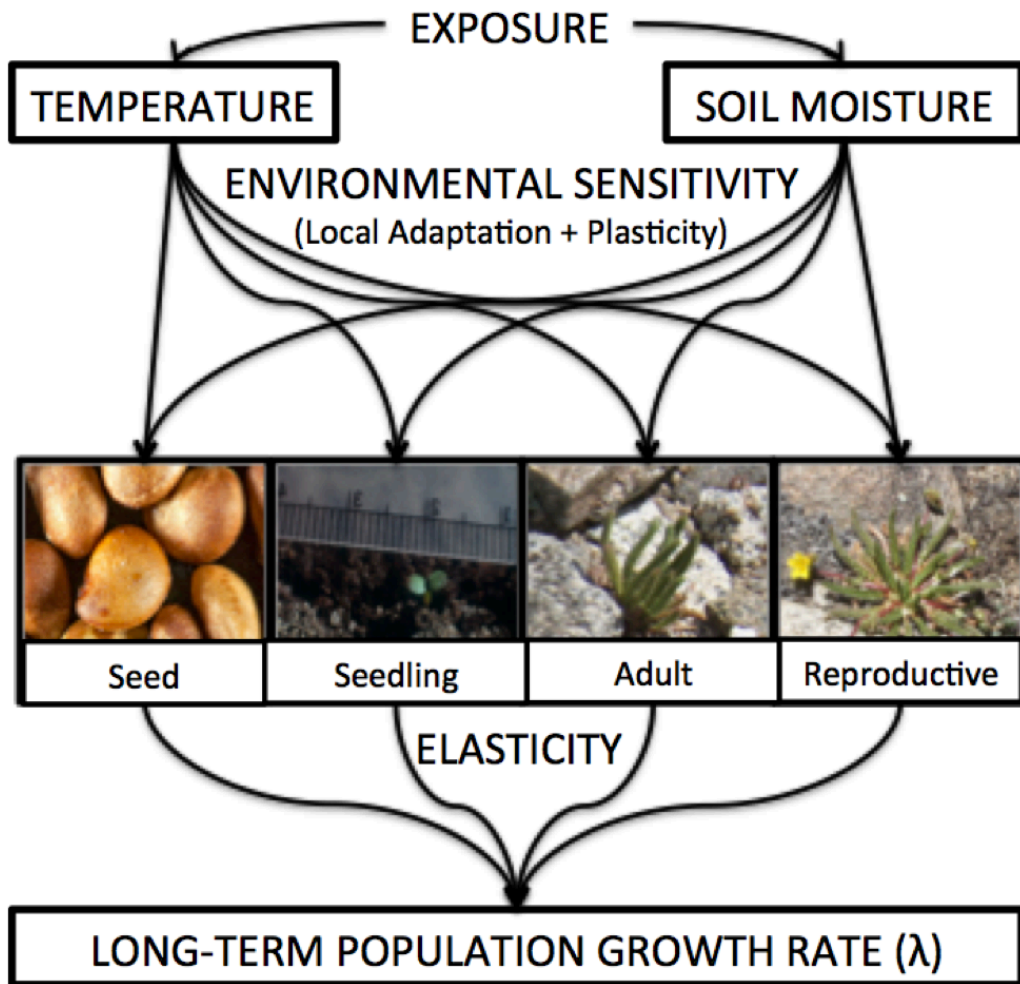 EXPOSURE
TEMPERATURE
SOIL MOISTURE
ENVIRONMENTAL SENSITIVITY
(Local Adaptation + Plasticity)
Seed
Seedling
Adult
Reproductive
ELASTICITY
LONG-TERM POPULATION GROWTH RATE (λ)